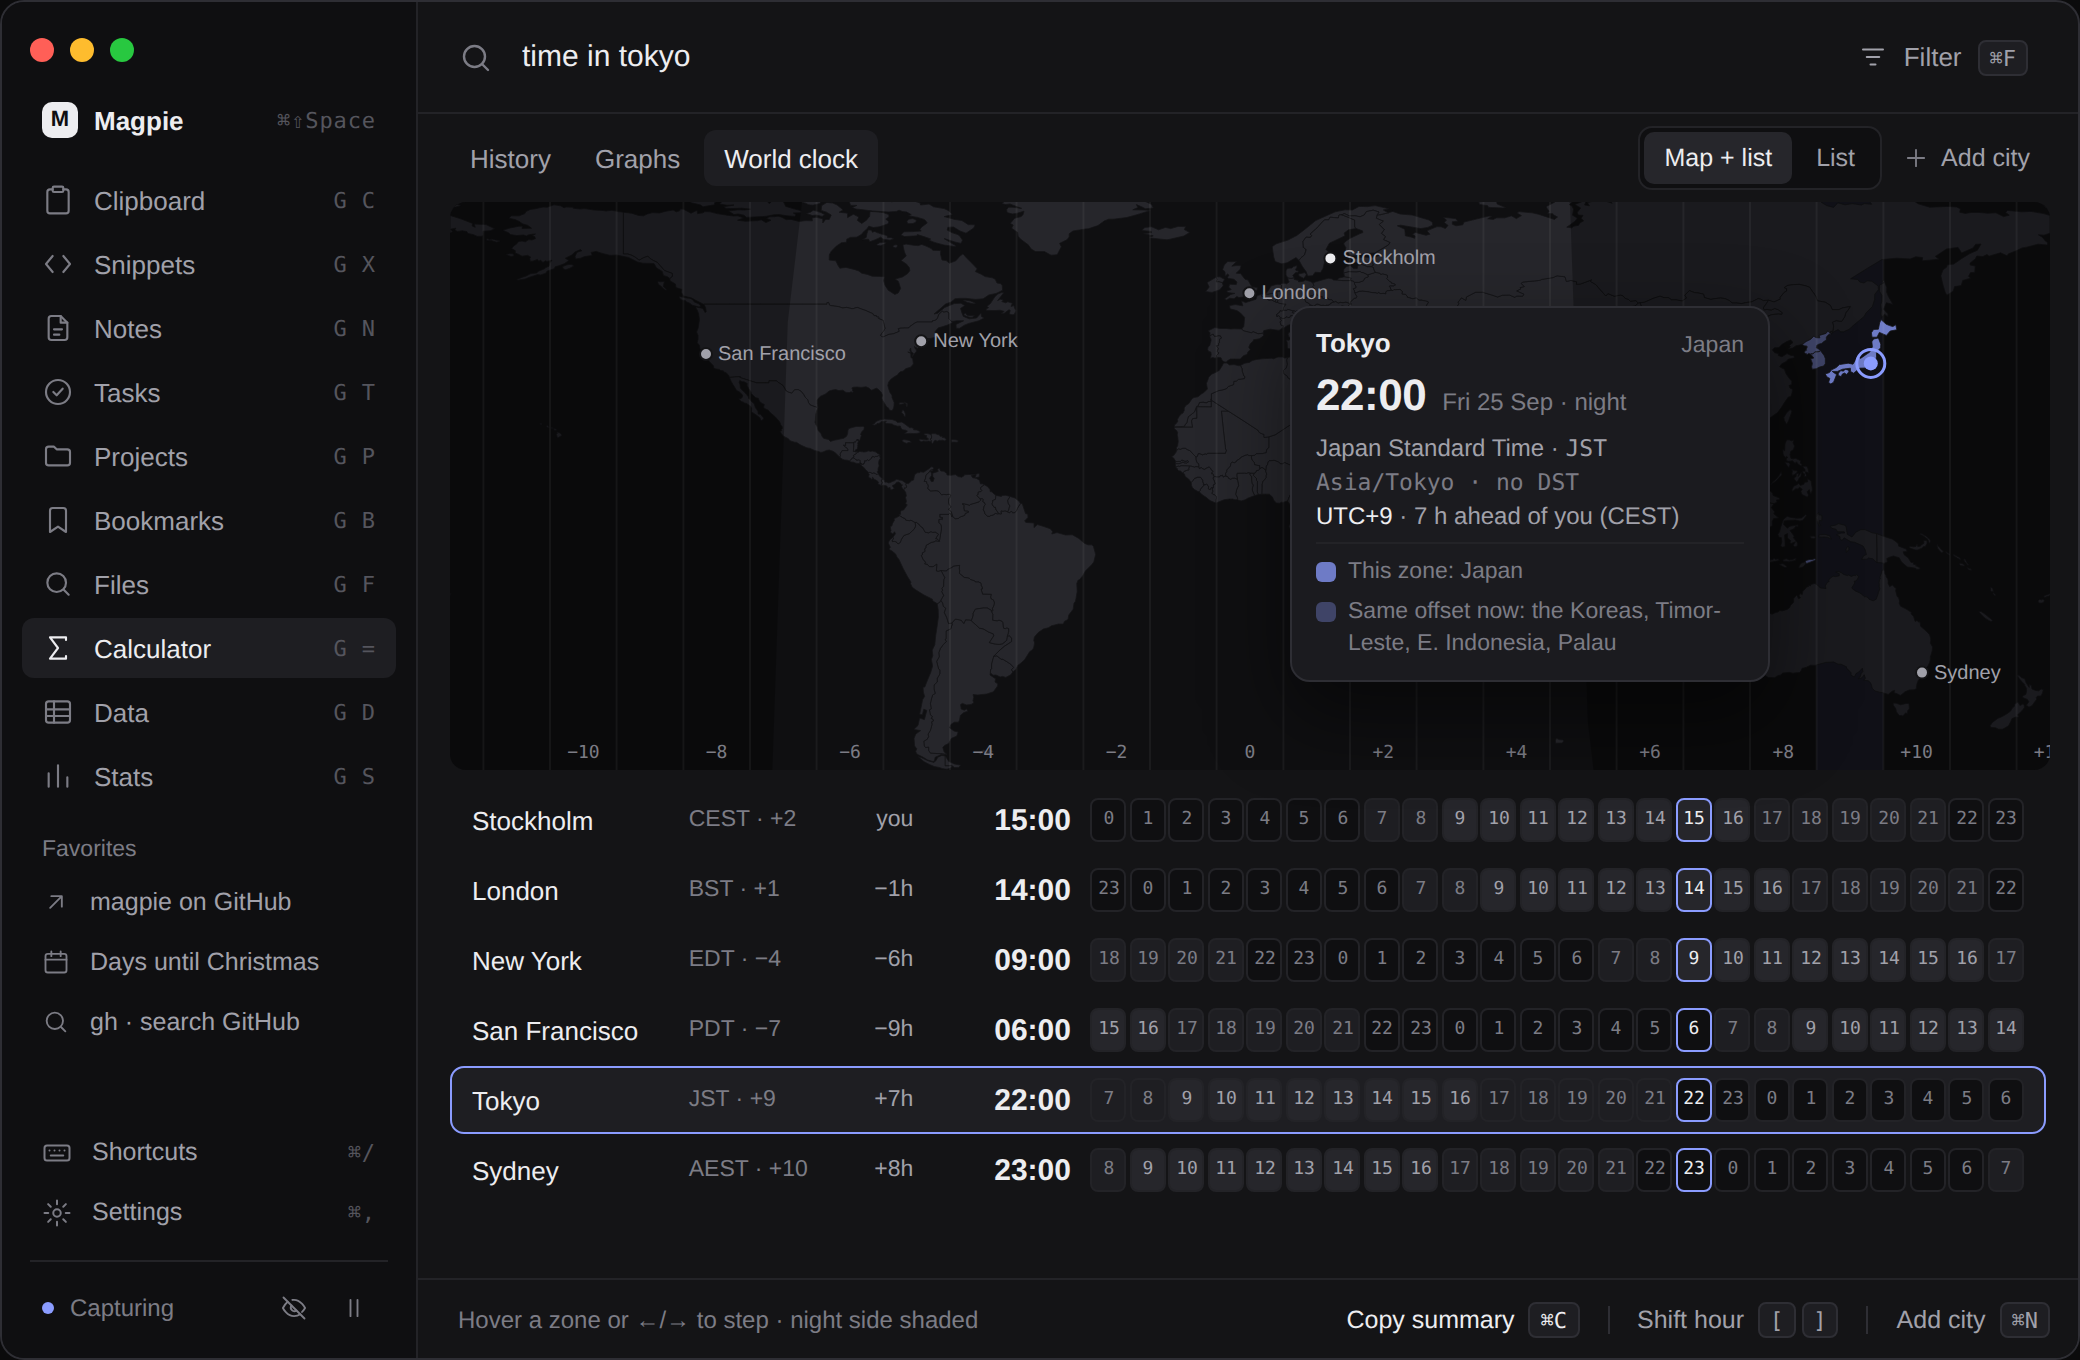 time in tokyo
Filter ⌘F
M Magpie ⌘⇧Space
Clipboard G C
Snippets G X
Notes G N
Tasks G T
Projects G P
Bookmarks G B
Files G F
Calculator G =
Data G D
Stats G S
Favorites
magpie on GitHub
Days until Christmas
gh · search GitHub
Shortcuts ⌘/
Settings ⌘,
Capturing
History Graphs World clock
Map + list List Add city
Stockholm
London
New York
San Francisco
Sydney
Tokyo Japan
22:00 Fri 25 Sep · night
Japan Standard Time · JST
Asia/Tokyo · no DST
UTC+9 · 7 h ahead of you (CEST)
This zone: Japan
Same offset now: the Koreas, Timor-
Leste, E. Indonesia, Palau
−10 −8 −6 −4 −2 0 +2 +4 +6 +8 +10 +1
Stockholm CEST · +2 you 15:00 0 1 2 3 4 5 6 7 8 9 10 11 12 13 14 15 16 17 18 19 20 21 22 23
London BST · +1 −1h 14:00 23 0 1 2 3 4 5 6 7 8 9 10 11 12 13 14 15 16 17 18 19 20 21 22
New York EDT · −4 −6h 09:00 18 19 20 21 22 23 0 1 2 3 4 5 6 7 8 9 10 11 12 13 14 15 16 17
San Francisco PDT · −7 −9h 06:00 15 16 17 18 19 20 21 22 23 0 1 2 3 4 5 6 7 8 9 10 11 12 13 14
Tokyo JST · +9 +7h 22:00 7 8 9 10 11 12 13 14 15 16 17 18 19 20 21 22 23 0 1 2 3 4 5 6
Sydney AEST · +10 +8h 23:00 8 9 10 11 12 13 14 15 16 17 18 19 20 21 22 23 0 1 2 3 4 5 6 7
Hover a zone or ←/→ to step · night side shaded
Copy summary ⌘C Shift hour [ ] Add city ⌘N